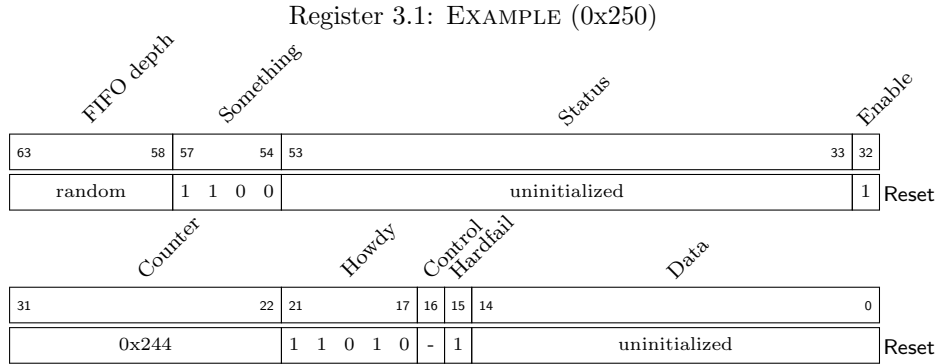 Register 3.1: EXAMPLE (0x250)
FIFO depth Something Status Enable
63 58 57 54 53 33 32
random 1 1 0 0 uninitialized 1 Reset
Counter Howdy Control Hardfail Data
31 22 21 17 16 15 14 0
0x244 1 1 0 1 0 - 1 uninitialized Reset